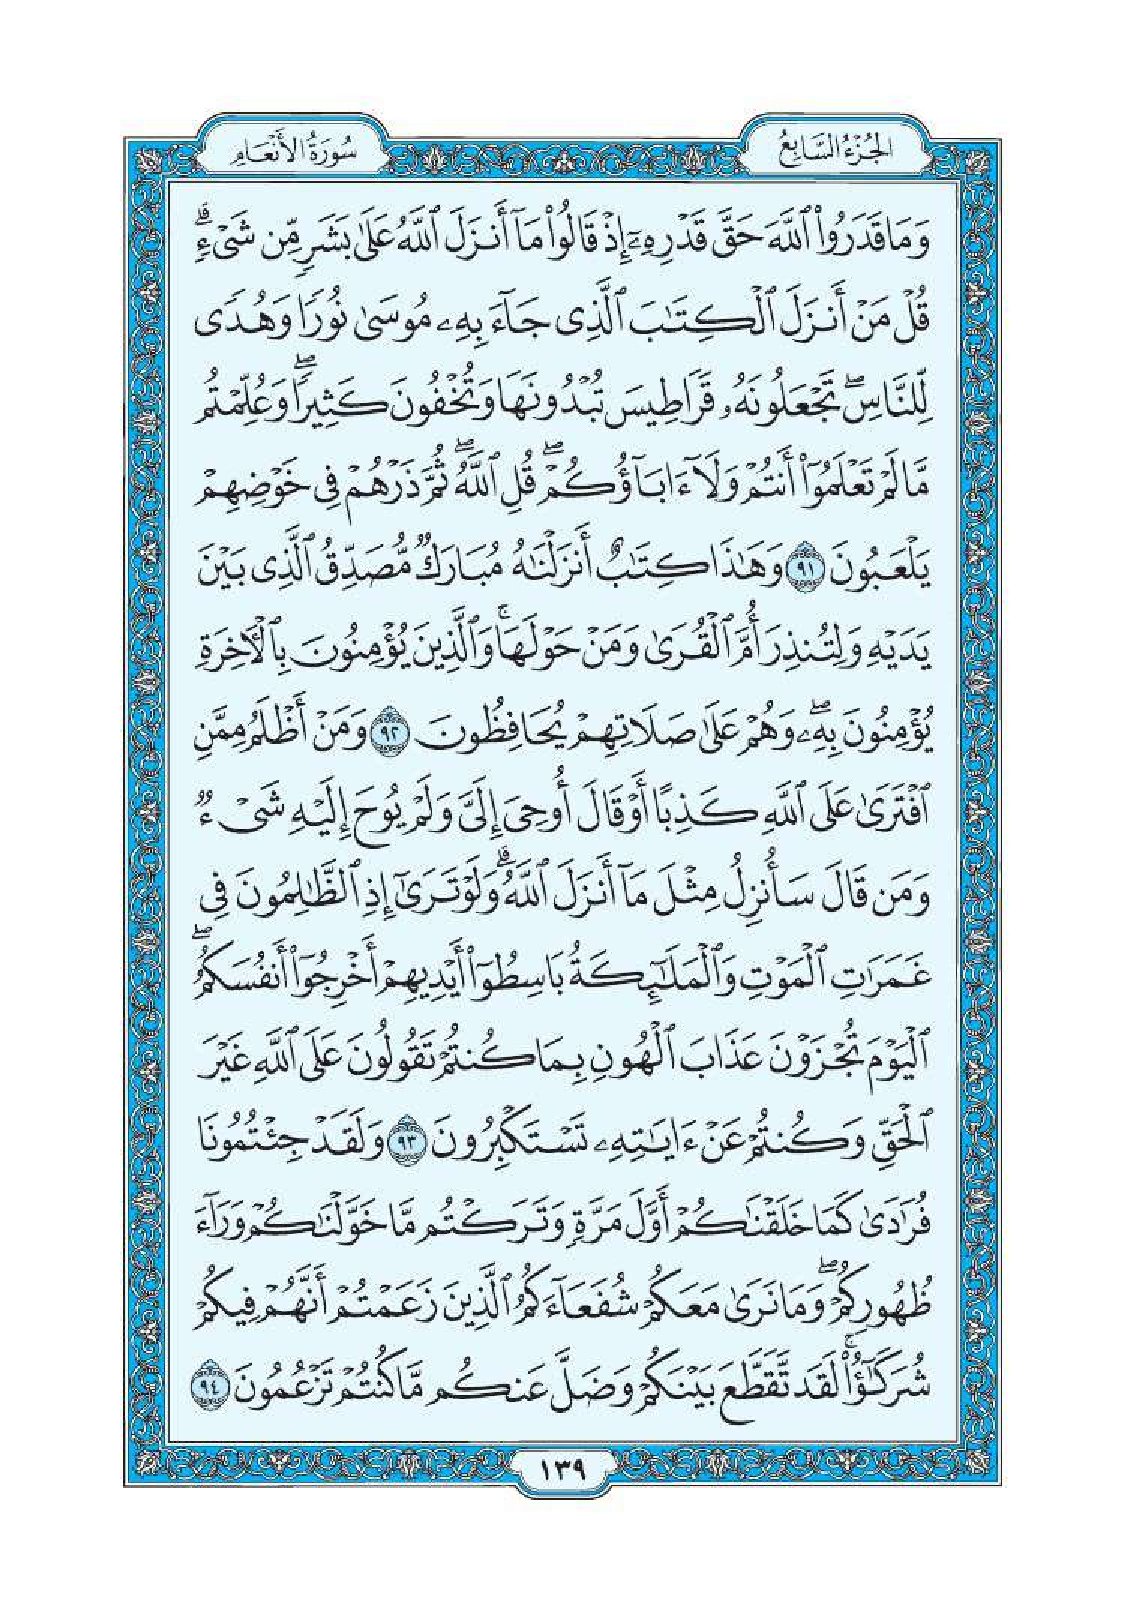 الجُزْءُ السَّابِعُ
سُورَةُ الأَنْعَامِ
وَمَا قَدَرُوا۟ ٱللَّهَ حَقَّ قَدْرِهِۦٓ إِذْ قَالُوا۟ مَآ أَنزَلَ ٱللَّهُ عَلَىٰ بَشَرٍ مِّن شَىْءٍ ۗ
قُلْ مَنْ أَنزَلَ ٱلْكِتَـٰبَ ٱلَّذِى جَآءَ بِهِۦ مُوسَىٰ نُورًا وَهُدًى
لِّلنَّاسِ ۖ تَجْعَلُونَهُۥ قَرَاطِيسَ تُبْدُونَهَا وَتُخْفُونَ كَثِيرًا ۖ وَعُلِّمْتُم
مَّا لَمْ تَعْلَمُوٓا۟ أَنتُمْ وَلَآ ءَابَآؤُكُمْ ۖ قُلِ ٱللَّهُ ۖ ثُمَّ ذَرْهُمْ فِى خَوْضِهِمْ
يَلْعَبُونَ ٩١ وَهَـٰذَا كِتَـٰبٌ أَنزَلْنَـٰهُ مُبَارَكٌ مُّصَدِّقُ ٱلَّذِى بَيْنَ
يَدَيْهِ وَلِتُنذِرَ أُمَّ ٱلْقُرَىٰ وَمَنْ حَوْلَهَا ۚ وَٱلَّذِينَ يُؤْمِنُونَ بِٱلْـَٔاخِرَةِ
يُؤْمِنُونَ بِهِۦ ۖ وَهُمْ عَلَىٰ صَلَاتِهِمْ يُحَافِظُونَ ٩٢ وَمَنْ أَظْلَمُ مِمَّنِ
ٱفْتَرَىٰ عَلَى ٱللَّهِ كَذِبًا أَوْ قَالَ أُوحِىَ إِلَىَّ وَلَمْ يُوحَ إِلَيْهِ شَىْءٌ
وَمَن قَالَ سَأُنزِلُ مِثْلَ مَآ أَنزَلَ ٱللَّهُ ۗ وَلَوْ تَرَىٰٓ إِذِ ٱلظَّـٰلِمُونَ فِى
غَمَرَٰتِ ٱلْمَوْتِ وَٱلْمَلَـٰٓئِكَةُ بَاسِطُوٓا۟ أَيْدِيهِمْ أَخْرِجُوٓا۟ أَنفُسَكُمُ ۖ
ٱلْيَوْمَ تُجْزَوْنَ عَذَابَ ٱلْهُونِ بِمَا كُنتُمْ تَقُولُونَ عَلَى ٱللَّهِ غَيْرَ
ٱلْحَقِّ وَكُنتُمْ عَنْ ءَايَـٰتِهِۦ تَسْتَكْبِرُونَ ٩٣ وَلَقَدْ جِئْتُمُونَا
فُرَٰدَىٰ كَمَا خَلَقْنَـٰكُمْ أَوَّلَ مَرَّةٍ وَتَرَكْتُم مَّا خَوَّلْنَـٰكُمْ وَرَآءَ
ظُهُورِكُمْ ۖ وَمَا نَرَىٰ مَعَكُمْ شُفَعَآءَكُمُ ٱلَّذِينَ زَعَمْتُمْ أَنَّهُمْ فِيكُمْ
شُرَكَـٰٓؤُا۟ ۚ لَقَد تَّقَطَّعَ بَيْنَكُمْ وَضَلَّ عَنكُم مَّا كُنتُمْ تَزْعُمُونَ ٩٤
١٣٩